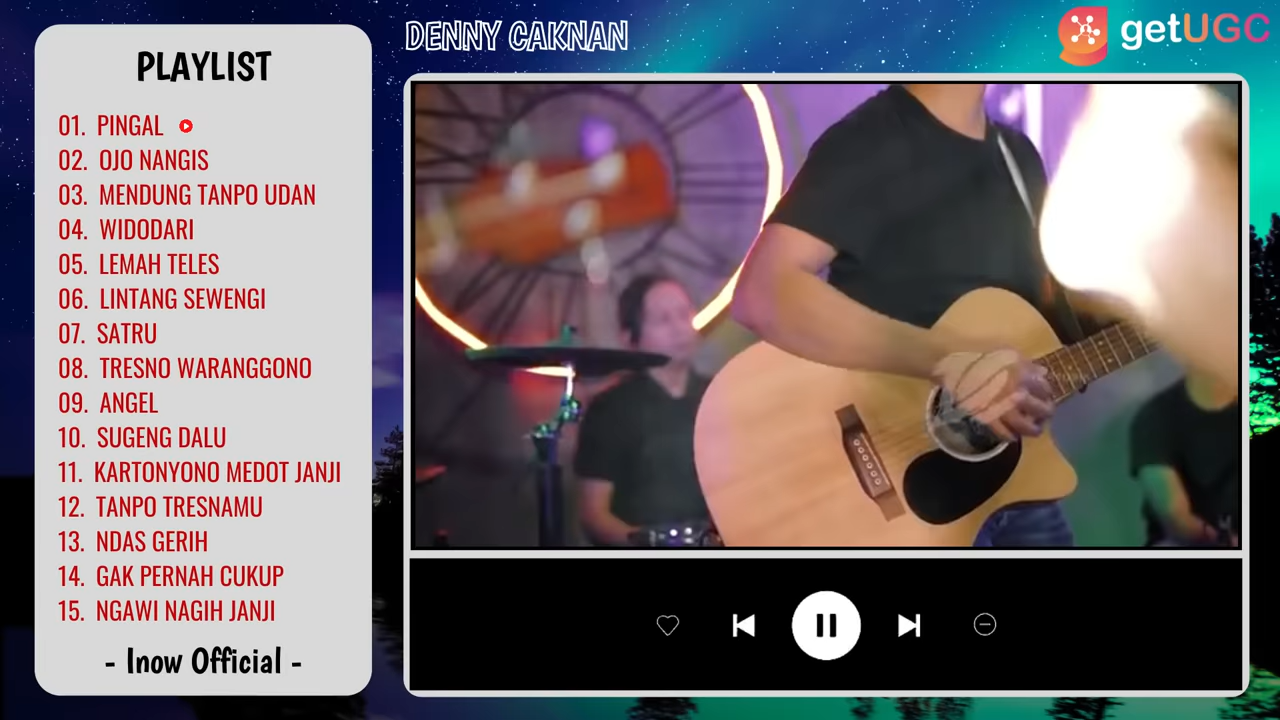 PLAYLIST
01. PINGAL
02. OJO NANGIS
03. MENDUNG TANPO UDAN
04. WIDODARI
05. LEMAH TELES
06. LINTANG SEWENGI
07. SATRU
08. TRESNO WARANGGONO
09. ANGEL
10. SUGENG DALU
11. KARTONYONO MEDOT JANJI
12. TANPO TRESNAMU
13. NDAS GERIH
14. GAK PERNAH CUKUP
15. NGAWI NAGIH JANJI
- Inow Official -
DENNY CAKNAN
getUGC